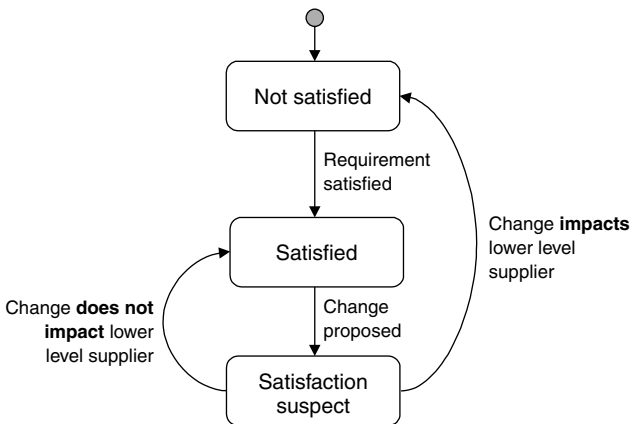 Not satisfied
Requirement
satisfied
Change impacts
lower level
supplier
Satisfied
Change does not
impact lower
level supplier
Change
proposed
Satisfaction
suspect